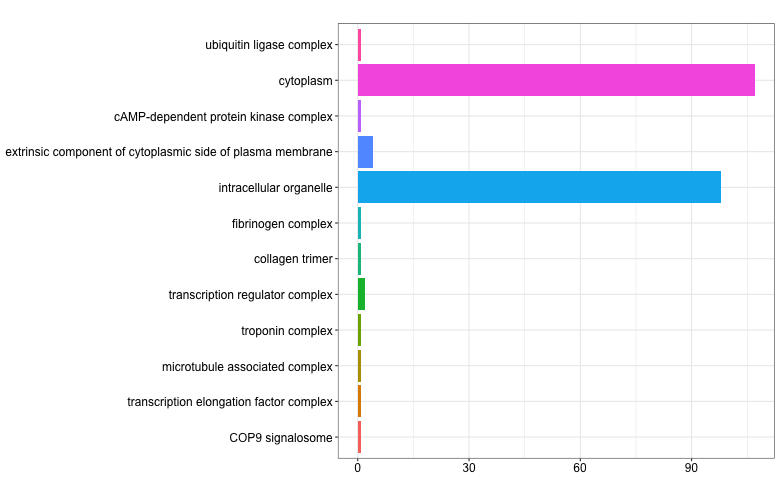 ubiquitin ligase complex
cytoplasm
cAMP-dependent protein kinase complex
extrinsic component of cytoplasmic side of plasma membrane
intracellular organelle
fibrinogen complex
collagen trimer
transcription regulator complex
troponin complex
microtubule associated complex
transcription elongation factor complex
COP9 signalosome
0 30 60 90